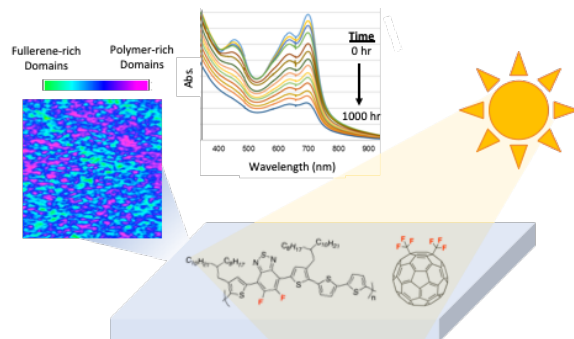 Fullerene-rich
Domains
Polymer-rich
Domains
Abs.
Time
0 hr
1000 hr
400 500 600 700 800 900
Wavelength (nm)
C₈H₁₇
C₁₀H₂₁
C₈H₁₇
C₁₀H₂₁
N S N
S S S S
F F
n
F F F F